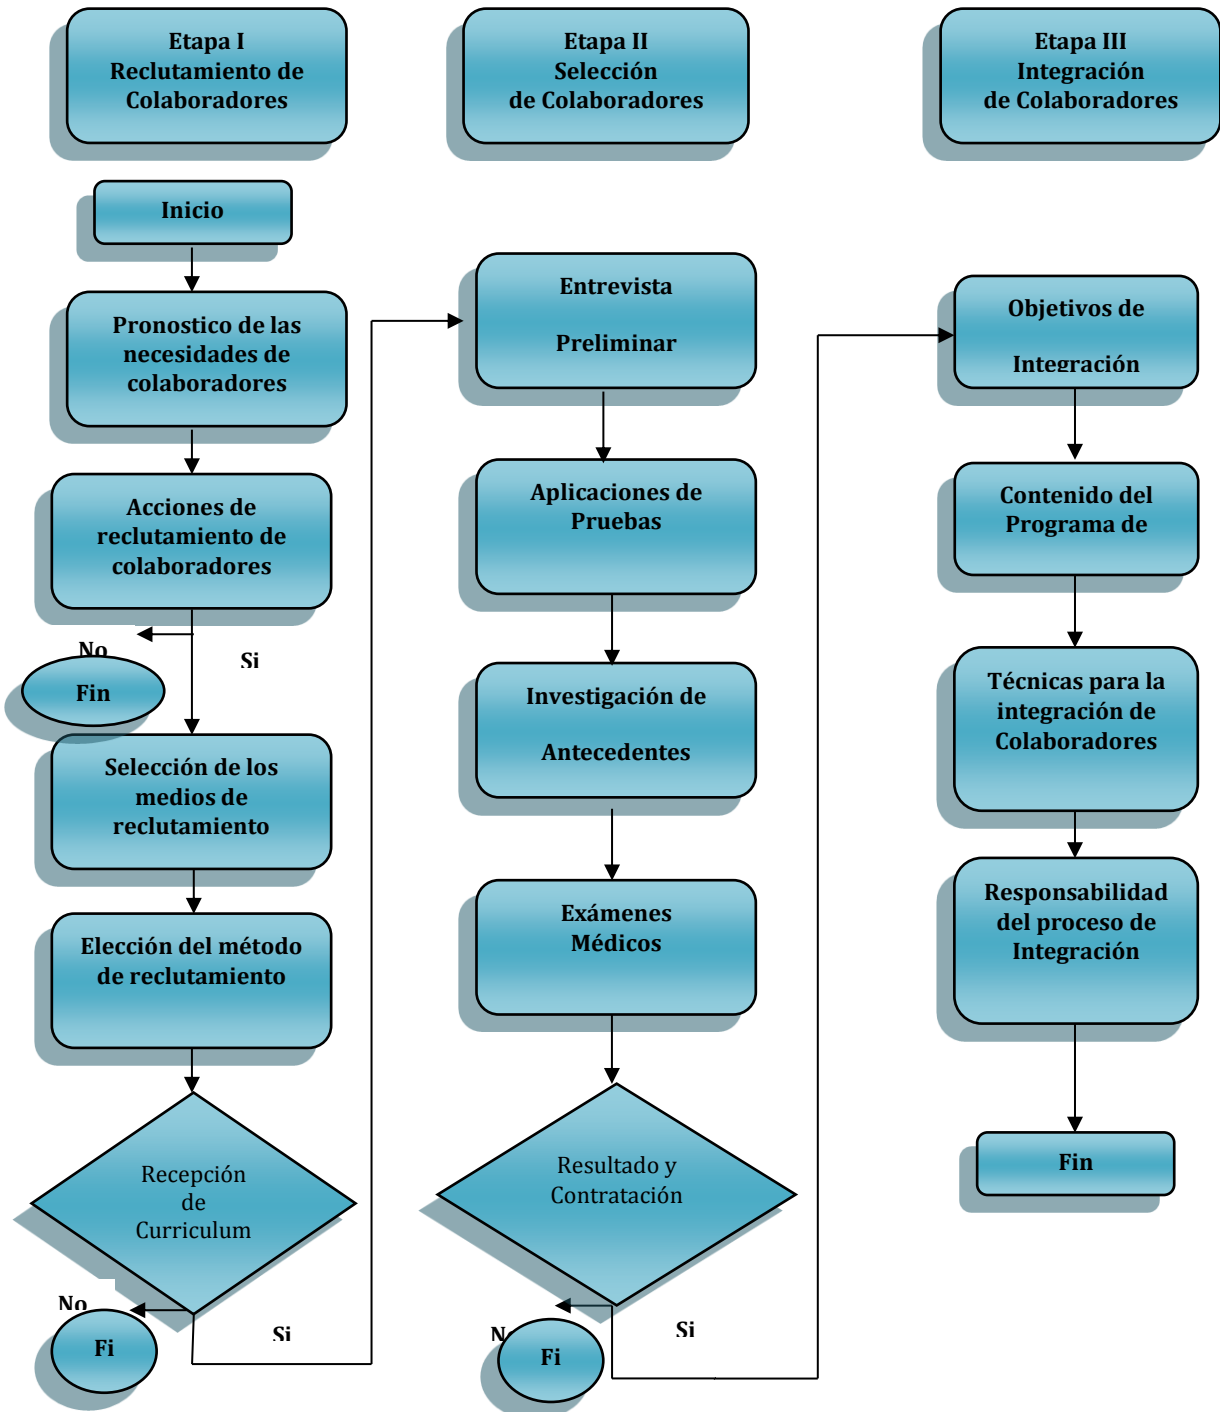 Etapa I
Reclutamiento de
Colaboradores
Inicio
Pronostico de las
necesidades de
colaboradores
Acciones de
reclutamiento de
colaboradores
No
Si
Fin
Selección de los
medios de
reclutamiento
Elección del método
de reclutamiento
Recepción
de
Curriculum
No
Si
Fi
Etapa II
Selección
de Colaboradores
Entrevista
Preliminar
Aplicaciones de
Pruebas
Investigación de
Antecedentes
Exámenes
Médicos
Resultado y
Contratación
No
Si
Fi
Etapa III
Integración
de Colaboradores
Objetivos de
Integración
Contenido del
Programa de
Técnicas para la
integración de
Colaboradores
Responsabilidad
del proceso de
Integración
Fin